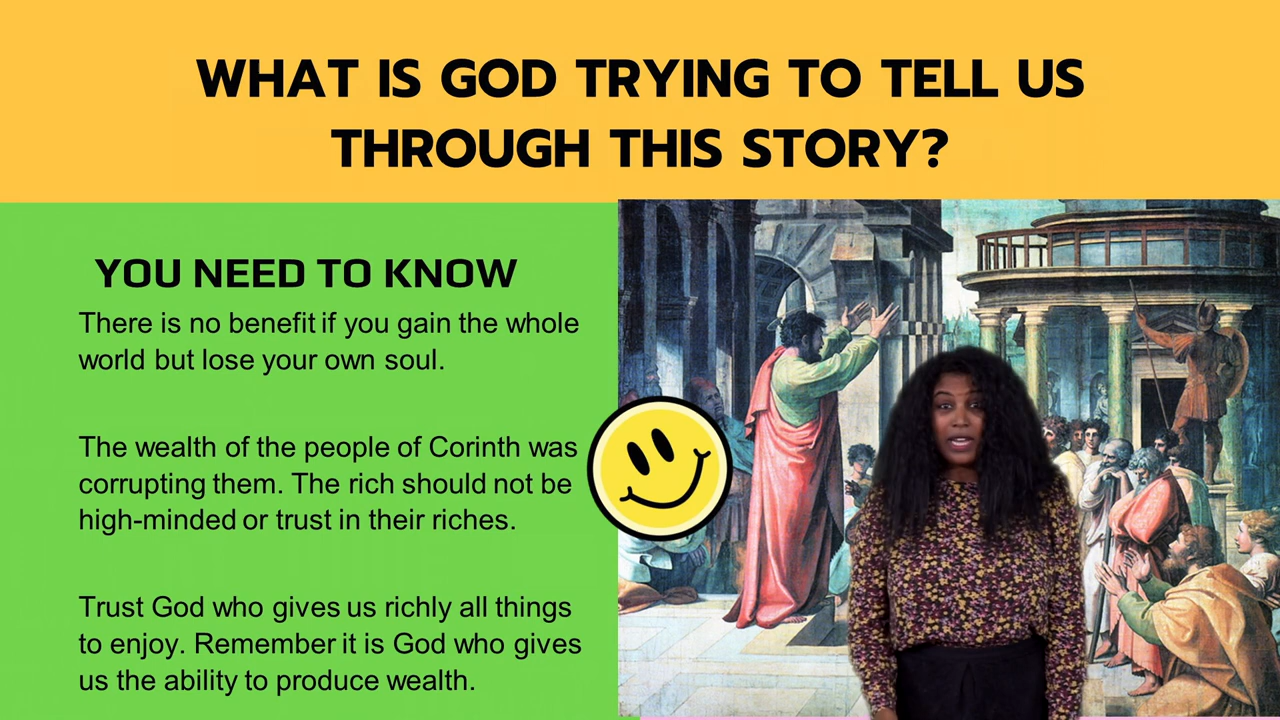 WHAT IS GOD TRYING TO TELL US
THROUGH THIS STORY?
YOU NEED TO KNOW
There is no benefit if you gain the whole
world but lose your own soul.
The wealth of the people of Corinth was
corrupting them. The rich should not be
high-minded or trust in their riches.
Trust God who gives us richly all things
to enjoy. Remember it is God who gives
us the ability to produce wealth.